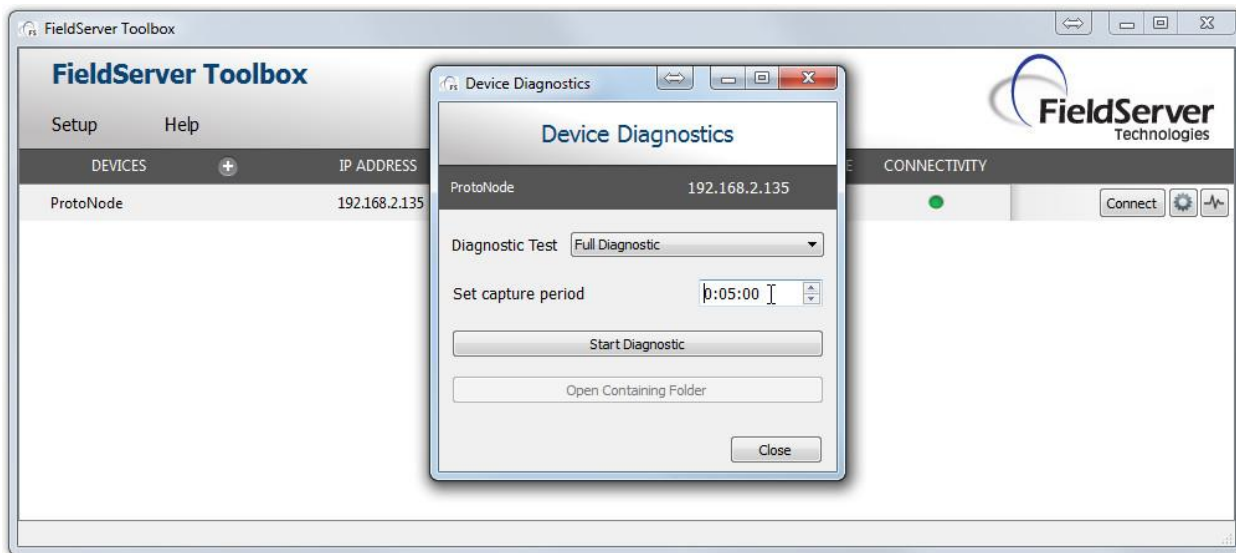 FieldServer Toolbox
FieldServer Toolbox
Setup Help
FieldServer
Technologies
DEVICES IP ADDRESS CONNECTIVITY
ProtoNode 192.168.2.135 Connect
Device Diagnostics
Device Diagnostics
ProtoNode 192.168.2.135
Diagnostic Test Full Diagnostic
Set capture period 0:05:00
Start Diagnostic
Open Containing Folder
Close